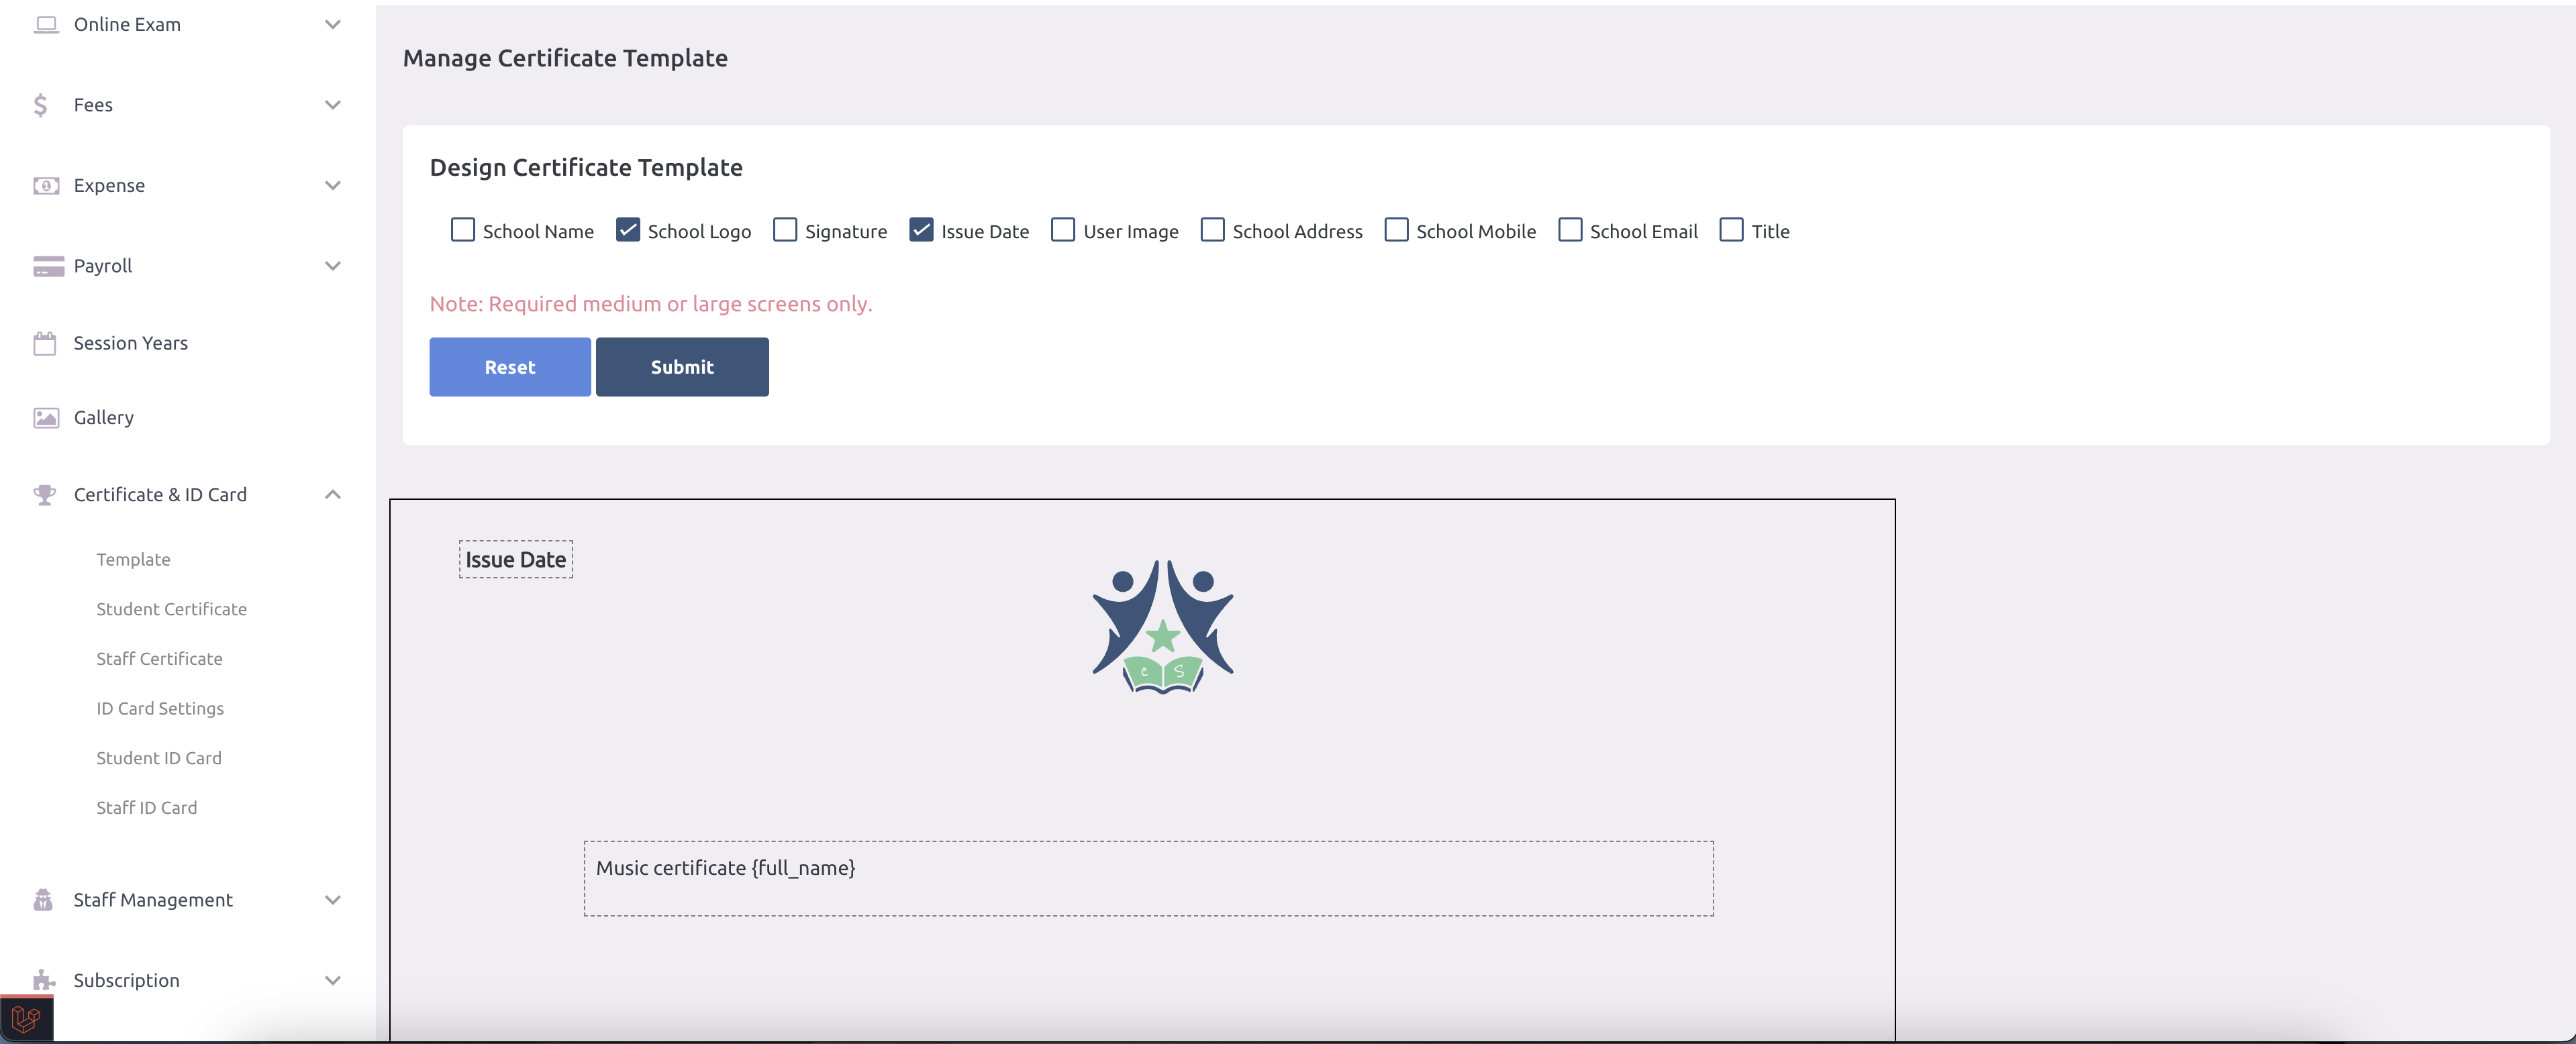 Online Exam
Fees
Expense
Payroll
Session Years
Gallery
Certificate & ID Card
Template
Student Certificate
Staff Certificate
ID Card Settings
Student ID Card
Staff ID Card
Staff Management
Subscription
Manage Certificate Template
Design Certificate Template
School Name School Logo Signature Issue Date User Image School Address School Mobile School Email Title
Note: Required medium or large screens only.
Reset Submit
Issue Date
e S
Music certificate {full_name}